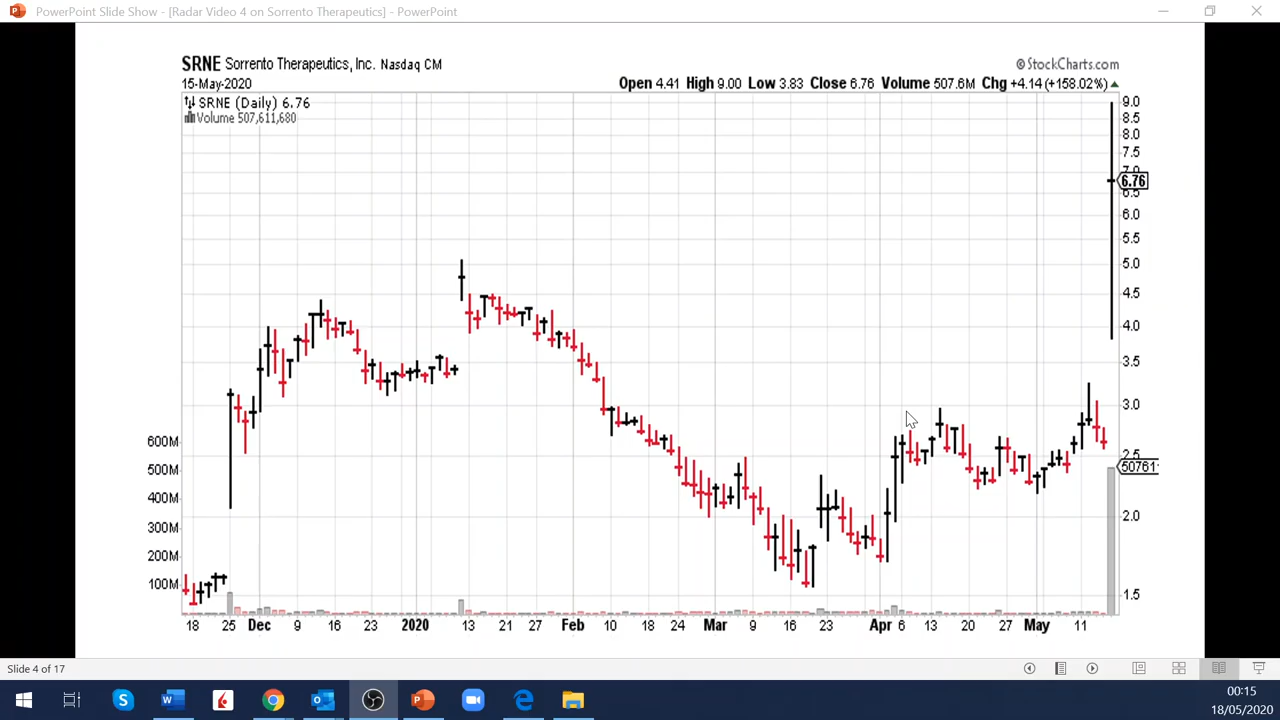 PowerPoint Slide Show - [Radar Video 4 on Sorrento Therapeutics] - PowerPoint
SRNE Sorrento Therapeutics, Inc. Nasdaq CM
© StockCharts.com
15-May-2020
Open 4.41 High 9.00 Low 3.83 Close 6.76 Volume 507.6M Chg +4.14 (+158.02%)
SRNE (Daily) 6.76
Volume 507,611,680
9.0
8.5
8.0
7.5
7.0
6.76
6.5
6.0
5.5
5.0
4.5
4.0
3.5
3.0
2.5
50761
2.0
1.5
600M
500M
400M
300M
200M
100M
18 25 Dec 9 16 23 2020 13 21 27 Feb 10 18 24 Mar 9 16 23 Apr 6 13 20 27 May 11
Slide 4 of 17
00:15
18/05/2020